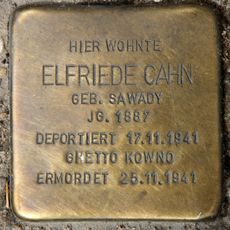 HIER WOHNTE
ELFRIEDE CAHN
GEB. SAWADY
JG. 1887
DEPORTIERT 17.11.1941
GHETTO KOWNO
ERMORDET 25.11.1941